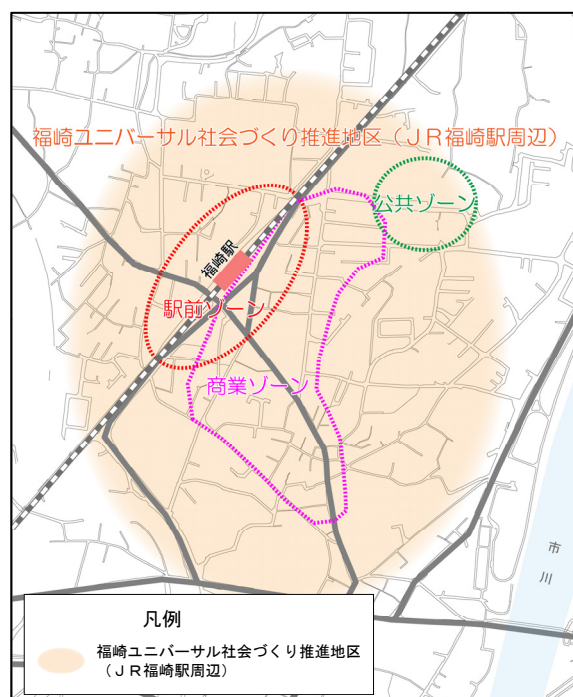 福崎ユニバーサル社会づくり推進地区(JR福崎駅周辺)
公共ゾーン
福崎駅
駅前ゾーン
商業ゾーン
市川
凡例
福崎ユニバーサル社会づくり推進地区
(JR福崎駅周辺)